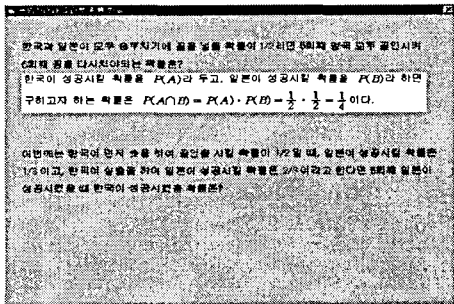 한국과 일본이 모두 승부차기에 골을 넣을 확률이 1/2라면 5회째 양국 모두 골인시켜
6회째 공을 다시차야되는 확률은?
한국이 성공시킬 확률을 P(A)라 두고, 일본이 성공시킬 확률을 P(B)라 하면
구하고자 하는 확률은 P(A∩B) = P(A) · P(B) = 1/2 · 1/2 = 1/4 이다.
이번에는 한국이 먼저 슛을 하여 골인을 시킬 확률이 1/2일 때, 일본이 성공시킬 확률은
1/3이고, 한국이 실축을 하여 일본이 성공시킬 확률은 2/3이라고 한다면 5회째 일본이
성공시켰을 때 한국이 성공시켰을 확률은?